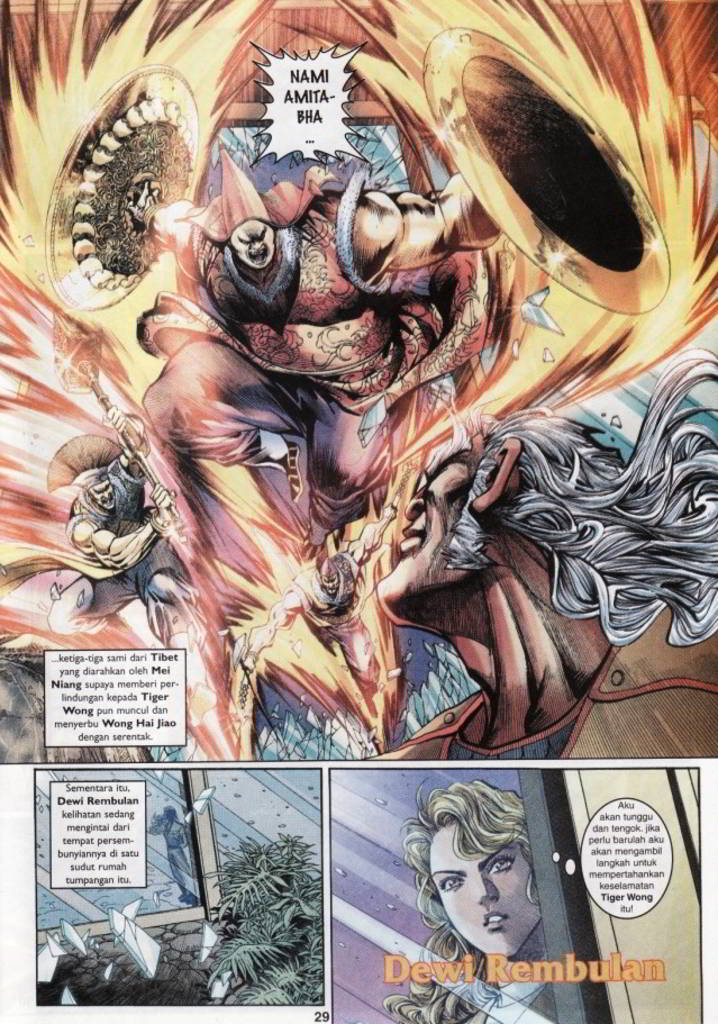 NAMI
AMITA-
BHA
...
...ketiga-tiga sami dari Tibet
yang diarahkan oleh Mei
Niang supaya memberi per-
lindungan kepada Tiger
Wong pun muncul dan
menyerbu Wong Hai Jiao
dengan serentak.
Sementara itu,
Dewi Rembulan
kelihatan sedang
mengintai dari
tempat persem-
bunyiannya di satu
sudut rumah
tumpangan itu.
Aku
akan tunggu
dan tengok. jika
perlu barulah aku
akan mengambil
langkah untuk
mempertahankan
keselamatan
Tiger Wong
itu!
Dewi Rembulan
29